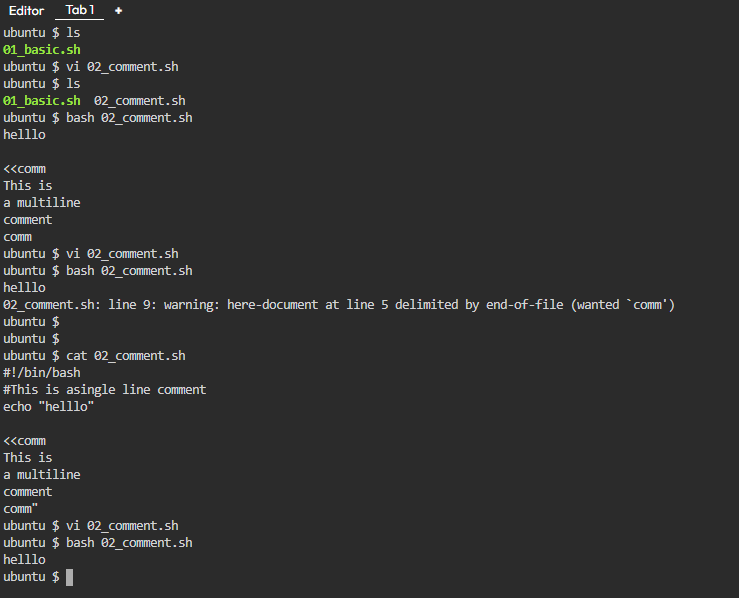 Editor Tab 1 +
ubuntu $ ls
01_basic.sh
ubuntu $ vi 02_comment.sh
ubuntu $ ls
01_basic.sh  02_comment.sh
ubuntu $ bash 02_comment.sh
helllo

<<comm
This is
a multiline
comment
comm
ubuntu $ vi 02_comment.sh
ubuntu $ bash 02_comment.sh
helllo
02_comment.sh: line 9: warning: here-document at line 5 delimited by end-of-file (wanted `comm')
ubuntu $
ubuntu $
ubuntu $ cat 02_comment.sh
#!/bin/bash
#This is asingle line comment
echo "helllo"

<<comm
This is
a multiline
comment
comm"
ubuntu $ vi 02_comment.sh
ubuntu $ bash 02_comment.sh
helllo
ubuntu $